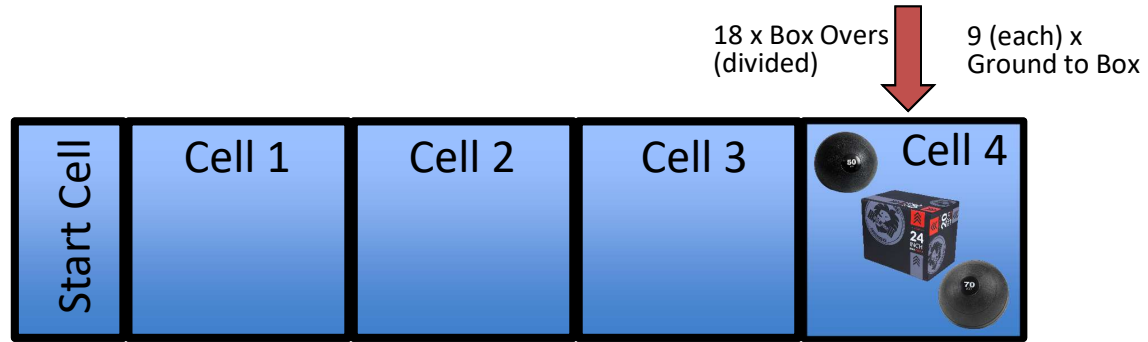 18 x Box Overs
(divided)
9 (each) x
Ground to Box
Start Cell
Cell 1
Cell 2
Cell 3
Cell 4
50
24
INCH
20
70